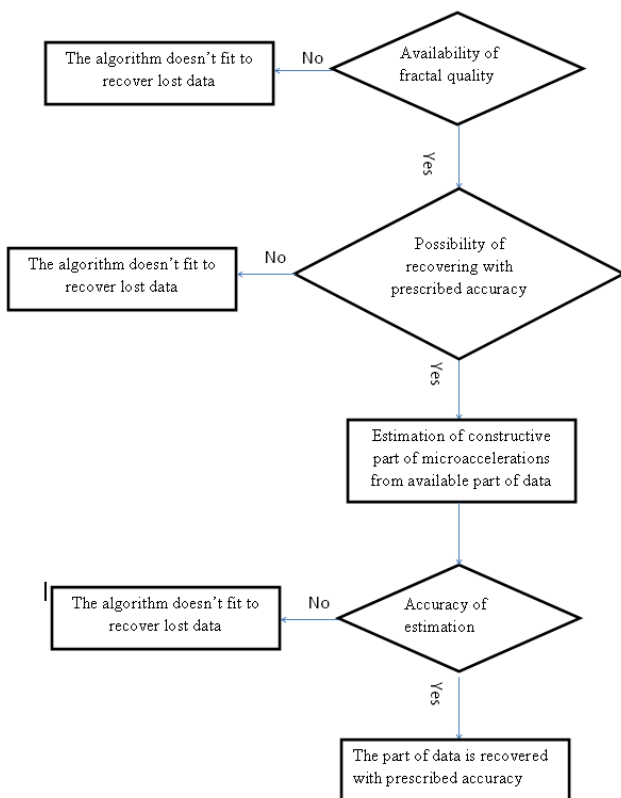 Availability of
fractal quality
No
The algorithm doesn't fit to
recover lost data
Yes
Possibility of
recovering with
prescribed accuracy
No
The algorithm doesn't fit to
recover lost data
Yes
Estimation of constructive
part of microaccelerations
from available part of data
Accuracy of
estimation
No
The algorithm doesn't fit to
recover lost data
Yes
The part of data is recovered
with prescribed accuracy